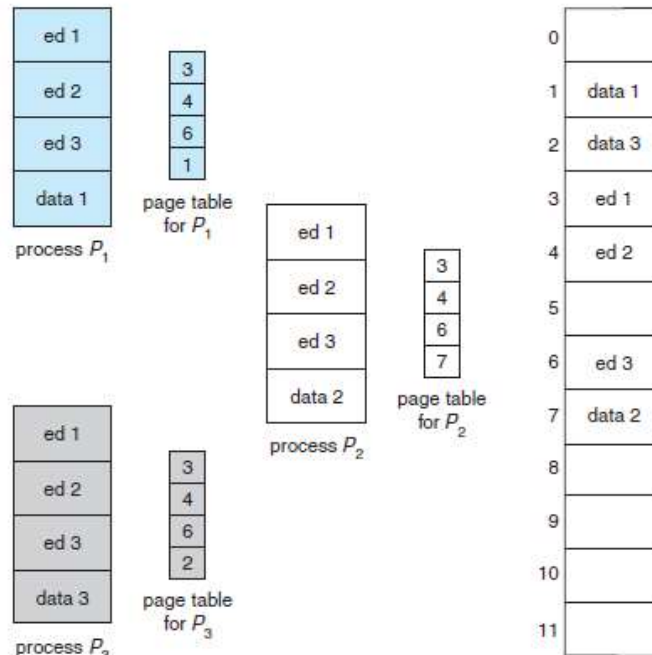 ed 1
ed 2
ed 3
data 1
process P1
3
4
6
1
page table
for P1
ed 1
ed 2
ed 3
data 2
process P2
3
4
6
7
page table
for P2
ed 1
ed 2
ed 3
data 3
process P3
3
4
6
2
page table
for P3
0
1 data 1
2 data 3
3 ed 1
4 ed 2
5
6 ed 3
7 data 2
8
9
10
11